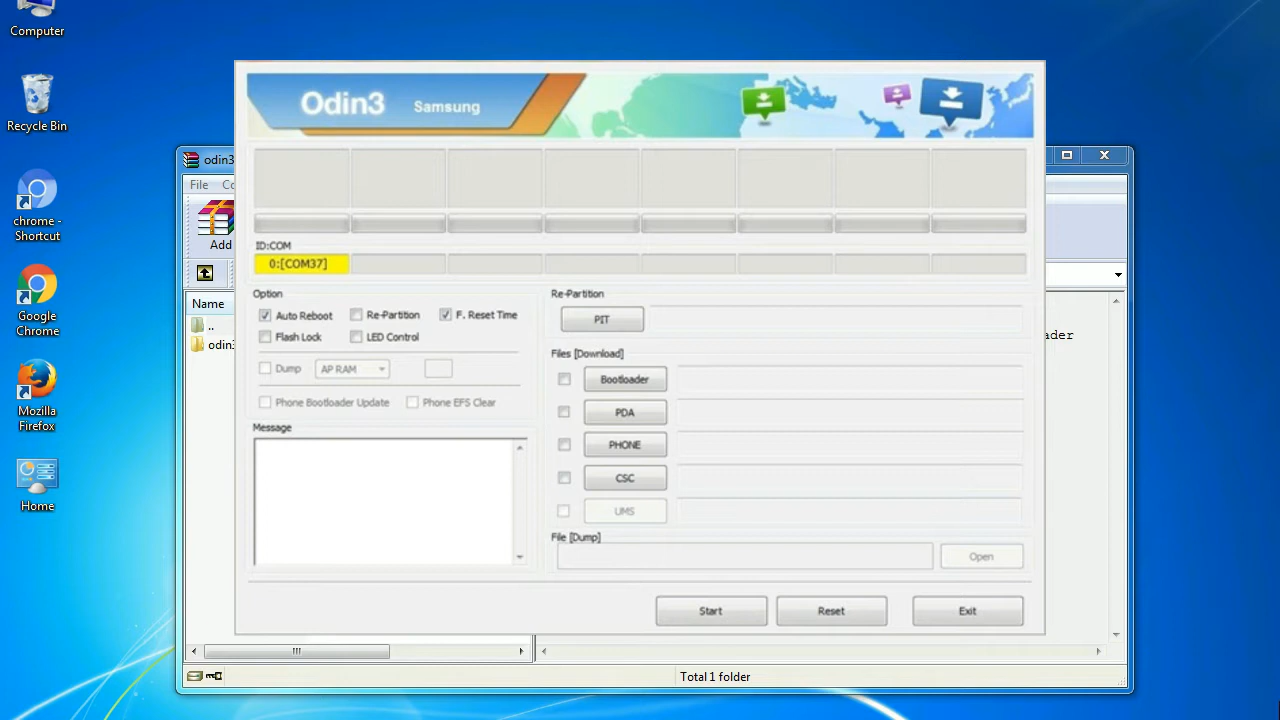 Computer
Recycle Bin
chrome -
Shortcut
Google
Chrome
Mozilla
Firefox
Home
odin3
File Co
Add
Name
..
odin3
ader
Total 1 folder
Odin3 Samsung
ID:COM
0:[COM37]
Option
Auto Reboot Re-Partition F. Reset Time
Flash Lock LED Control
Dump AP RAM
Phone Bootloader Update Phone EFS Clear
Message
Re-Partition
PIT
Files [Download]
Bootloader
PDA
PHONE
CSC
UMS
File [Dump]
Open
Start Reset Exit